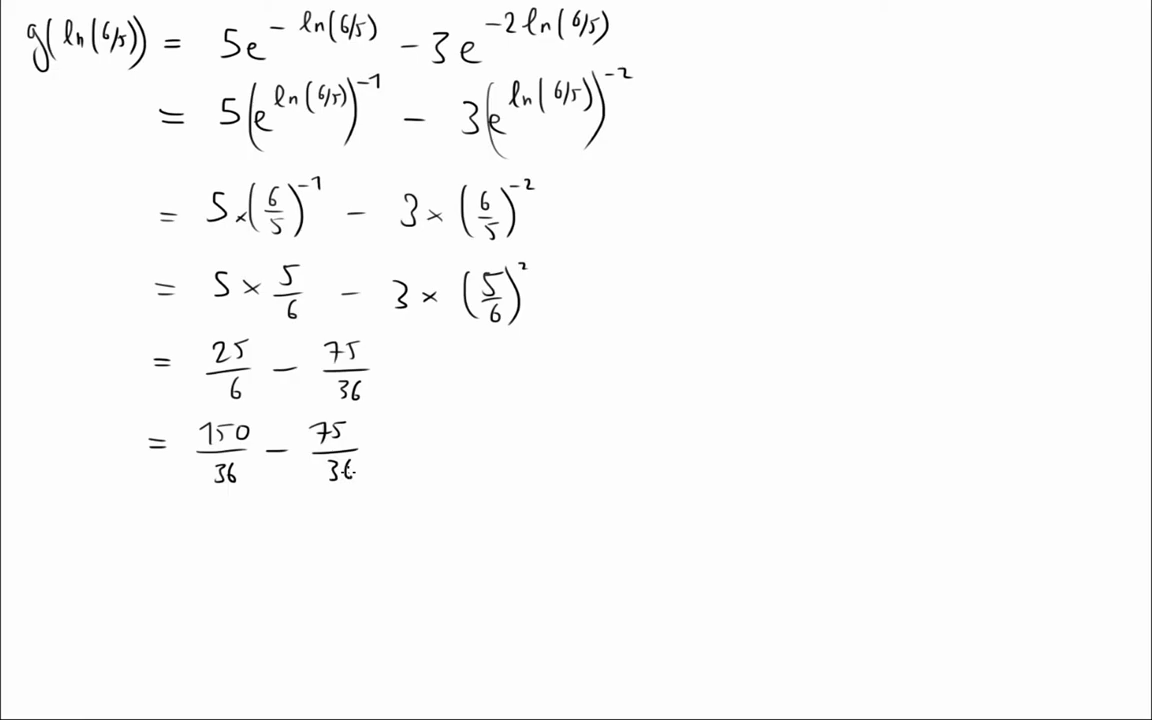 g(ln(6/5)) = 5e^{-ln(6/5)} - 3e^{-2ln(6/5)}
= 5(e^{ln(6/5)})^{-1} - 3(e^{ln(6/5)})^{-2}
= 5×(6/5)^{-1} - 3×(6/5)^{-2}
= 5×5/6 - 3×(5/6)^2
= 25/6 - 75/36
= 150/36 - 75/36